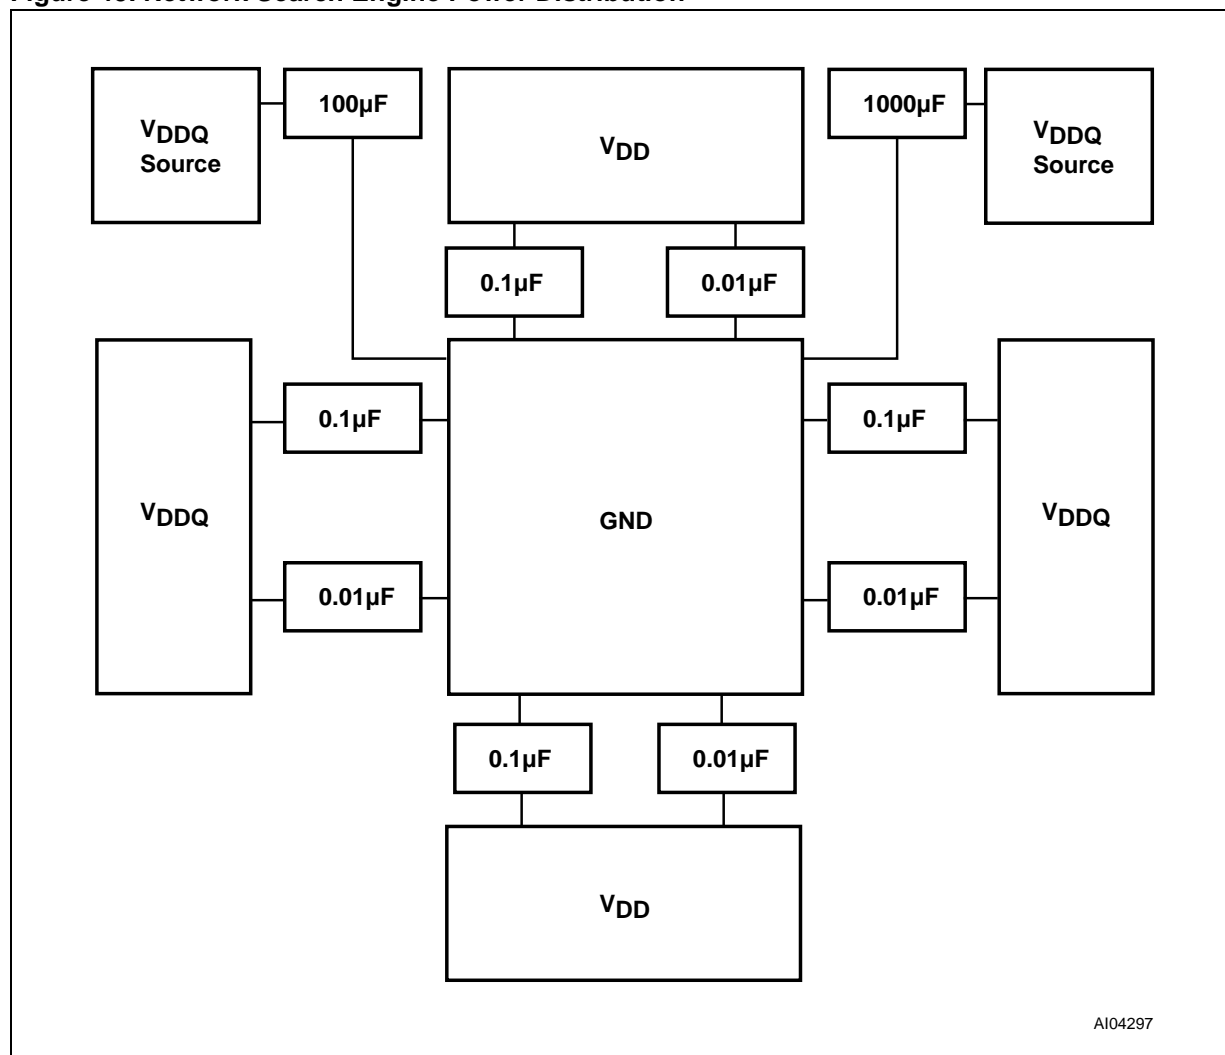 100µF
1000µF
VDDQ
Source
VDD
VDDQ
Source
0.1µF
0.01µF
0.1µF
0.1µF
VDDQ
GND
VDDQ
0.01µF
0.01µF
0.1µF
0.01µF
VDD
AI04297